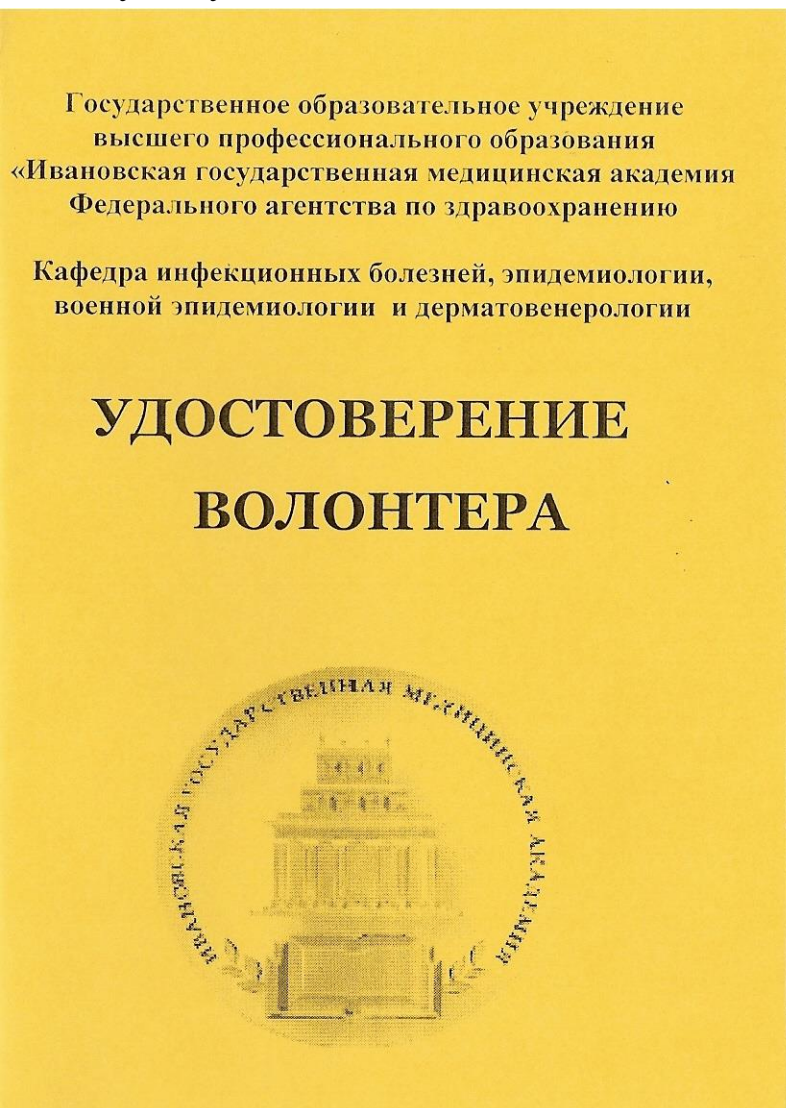 Государственное образовательное учреждение
высшего профессионального образования
«Ивановская государственная медицинская академия
Федерального агентства по здравоохранению
Кафедра инфекционных болезней, эпидемиологии,
военной эпидемиологии и дерматовенерологии
УДОСТОВЕРЕНИЕ
ВОЛОНТЕРА
ИВАНОВСКАЯ ГОСУДАРСТВЕННАЯ МЕДИЦИНСКАЯ АКАДЕМИЯ